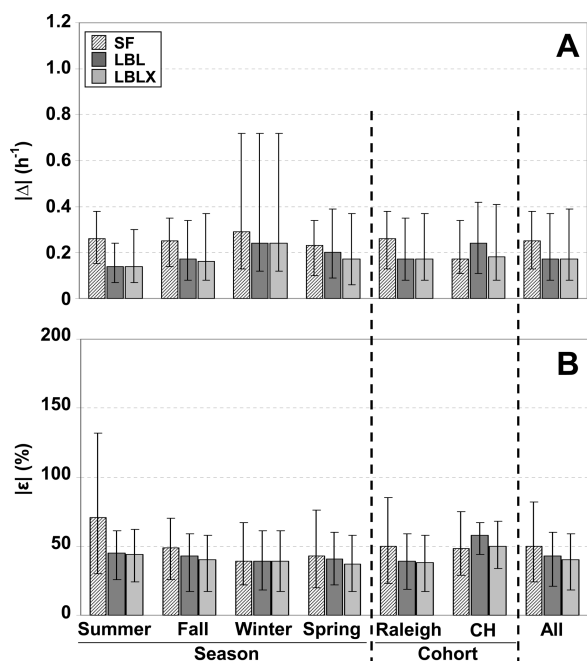 1.2
A
SF
LBL
LBLX
1.0
0.8
|Δ| (h⁻¹)
0.6
0.4
0.2
0
200
B
150
|ε| (%)
100
50
0
Summer Fall Winter Spring Raleigh CH All
Season Cohort